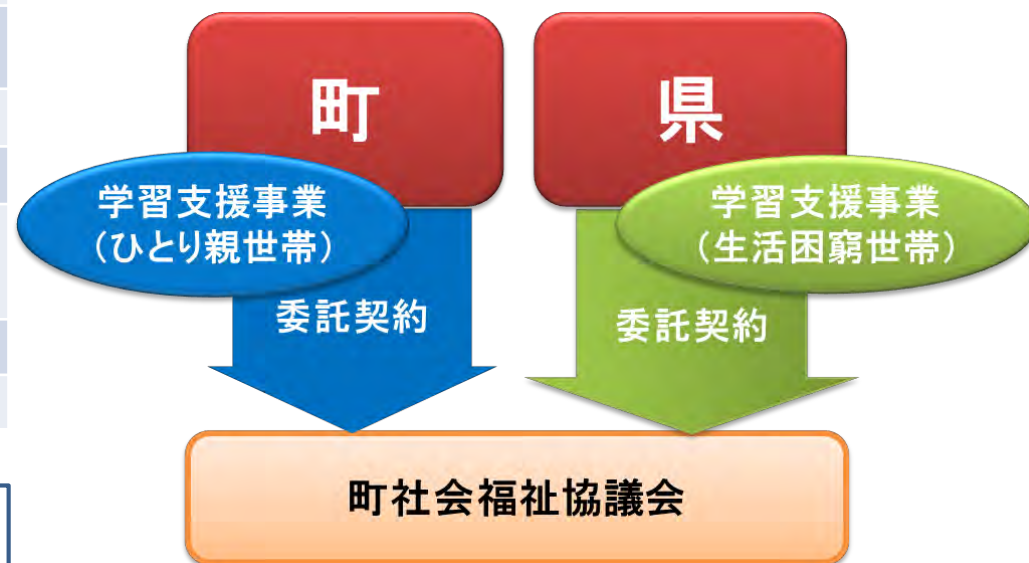 町
県
学習支援事業
(ひとり親世帯)
学習支援事業
(生活困窮世帯)
委託契約
委託契約
町社会福祉協議会